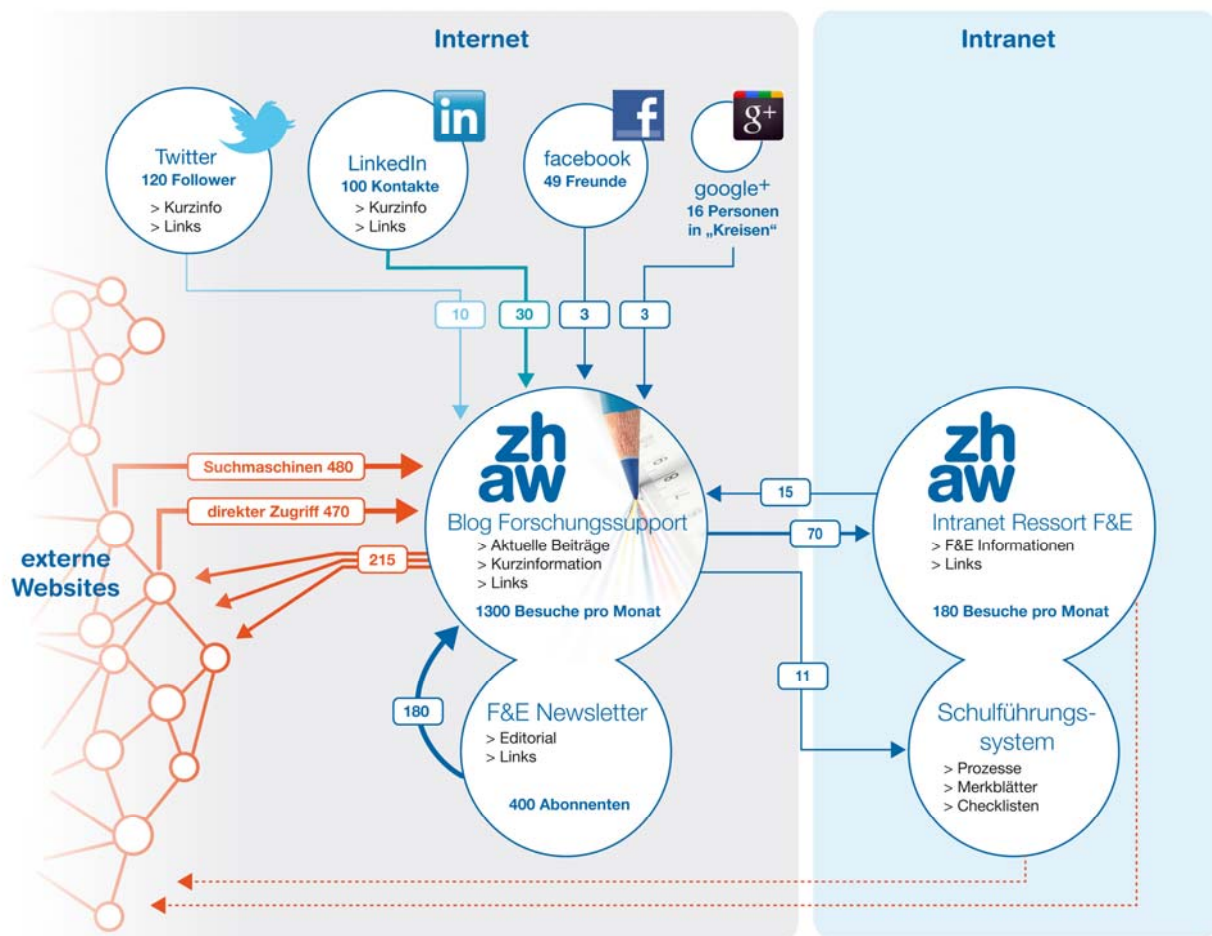 Internet
Intranet
in
f
g+
Twitter
120 Follower
> Kurzinfo
> Links
LinkedIn
100 Kontakte
> Kurzinfo
> Links
facebook
49 Freunde
google+
16 Personen
in „Kreisen“
10
30
3
3
Suchmaschinen 480
direkter Zugriff 470
215
externe
Websites
zh
aw
Blog Forschungssupport
> Aktuelle Beiträge
> Kurzinformation
> Links
1300 Besuche pro Monat
15
70
11
zh
aw
Intranet Ressort F&E
> F&E Informationen
> Links
180 Besuche pro Monat
180
F&E Newsletter
> Editorial
> Links
400 Abonnenten
Schulführungs-
system
> Prozesse
> Merkblätter
> Checklisten